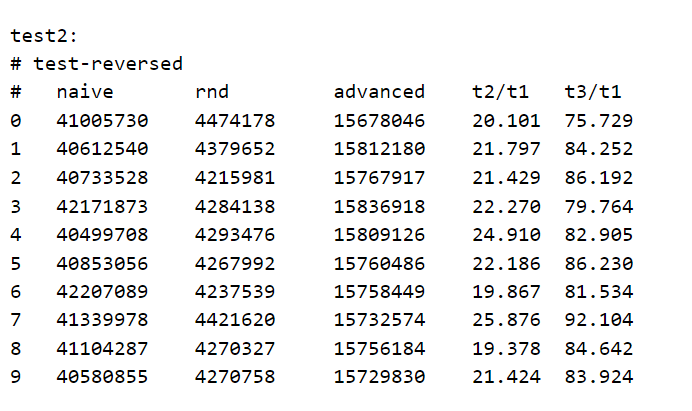 test2:
# test-reversed
#   naive       rnd         advanced    t2/t1   t3/t1
0   41005730    4474178     15678046    20.101  75.729
1   40612540    4379652     15812180    21.797  84.252
2   40733528    4215981     15767917    21.429  86.192
3   42171873    4284138     15836918    22.270  79.764
4   40499708    4293476     15809126    24.910  82.905
5   40853056    4267992     15760486    22.186  86.230
6   42207089    4237539     15758449    19.867  81.534
7   41339978    4421620     15732574    25.876  92.104
8   41104287    4270327     15756184    19.378  84.642
9   40580855    4270758     15729830    21.424  83.924